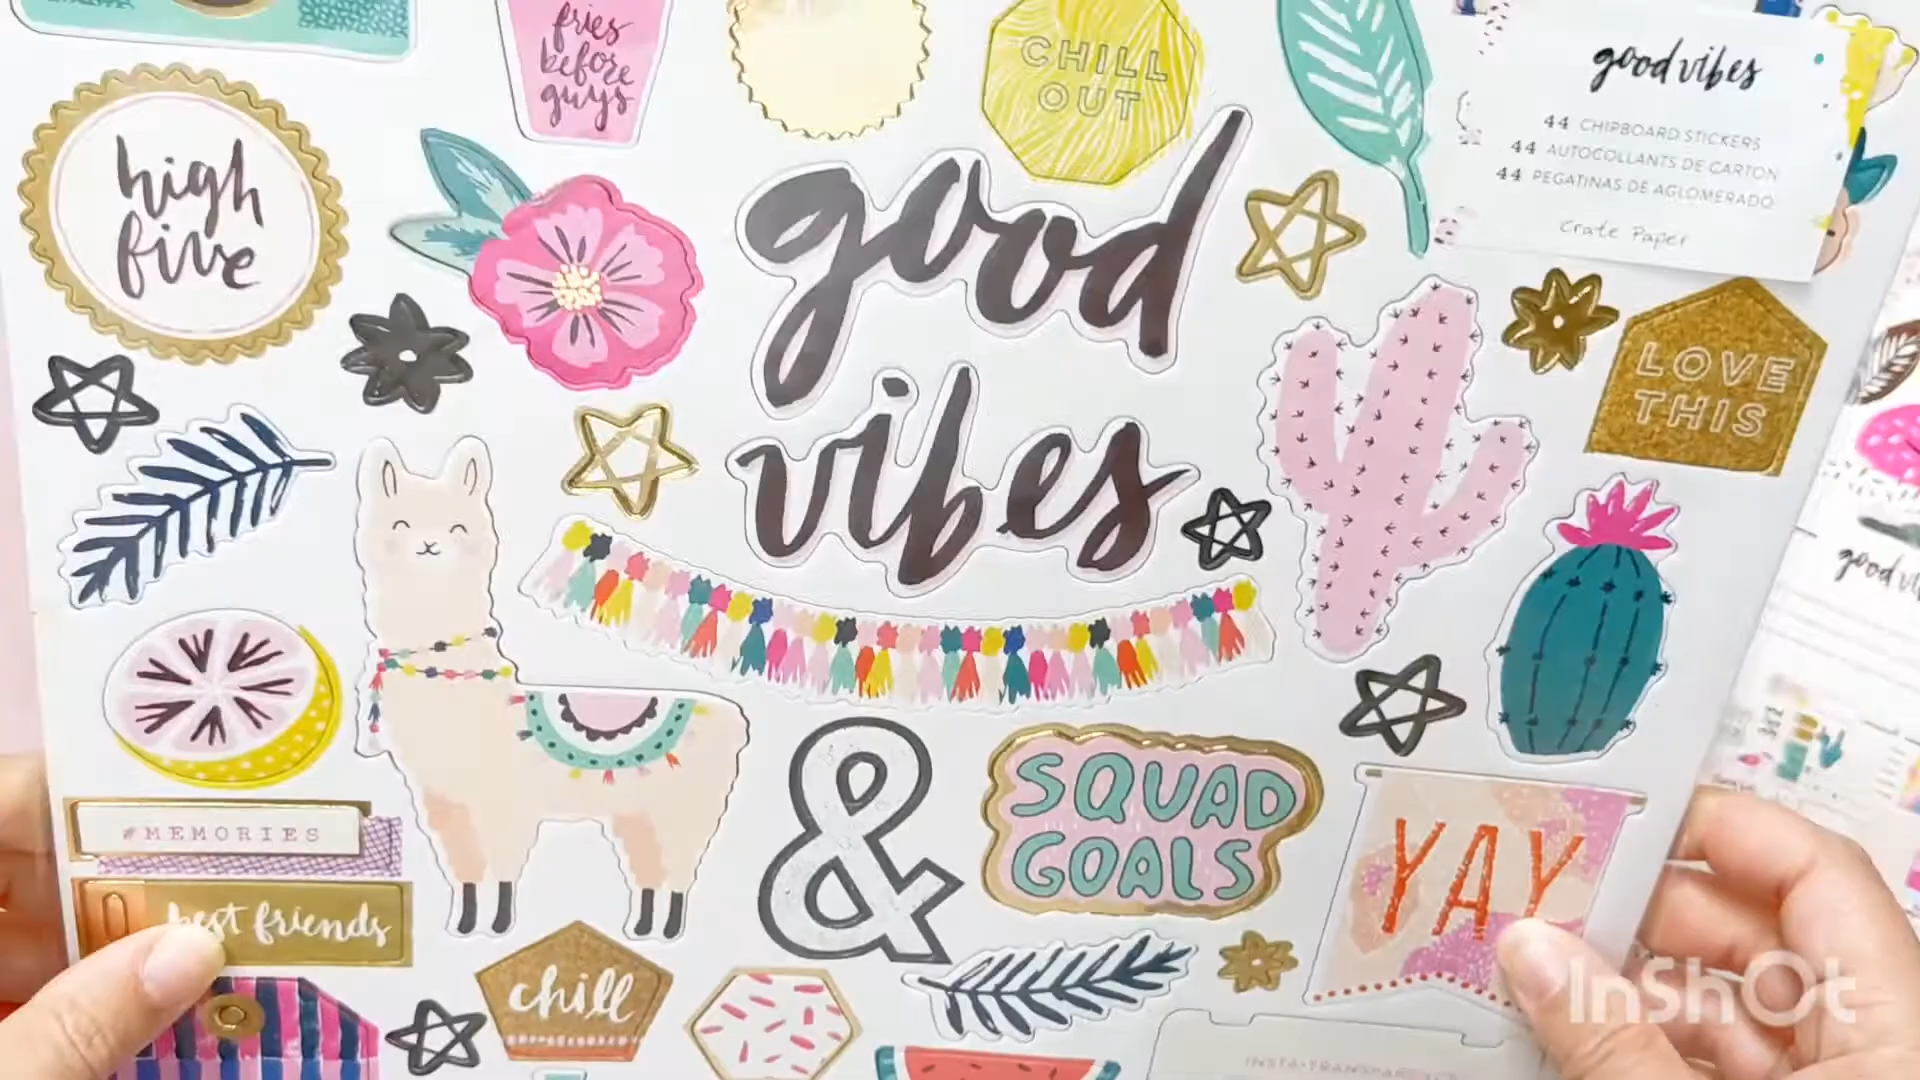 fries
before
guys
CHILL
OUT
good vibes
44 CHIPBOARD STICKERS
44 AUTOCOLLANTS DE CARTON
44 PEGATINAS DE AGLOMERADO
Crate Paper
high
five
good
vibes
LOVE
THIS
good
#MEMORIES
best friends
&
SQUAD
GOALS
YAY
chill
InShOt